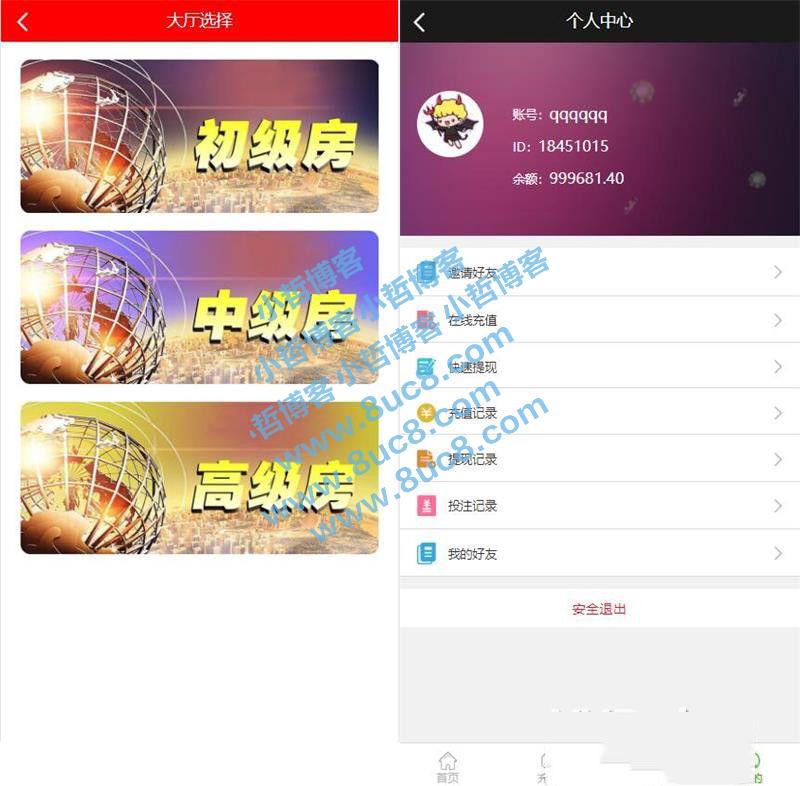 大厅选择
初级房
中级房
高级房
个人中心
账号: qqqqqq
ID: 18451015
余额: 999681.40
邀请好友
在线充值
快速提现
充值记录
提现记录
投注记录
我的好友
安全退出
首页
小哲博客小哲博客 小哲博客
小哲博客 小哲博客
哲博客 www.8uc8.com
www.8uc8.com
www.8uc8.com